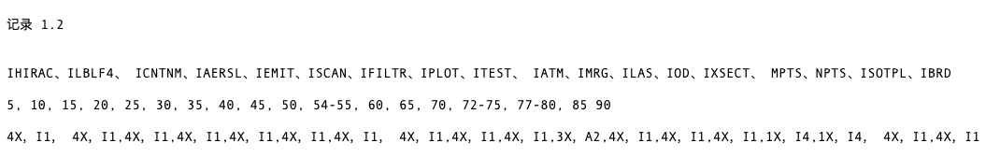 记录 1.2
IHIRAC、ILBLF4、 ICNTNM、IAERSL、IEMIT、ISCAN、IFILTR、IPLOT、ITEST、 IATM、IMRG、ILAS、IOD、IXSECT、 MPTS、NPTS、ISOTPL、IBRD
5, 10, 15, 20, 25, 30, 35, 40, 45, 50, 54-55, 60, 65, 70, 72-75, 77-80, 85 90
4X, I1,  4X, I1,4X, I1,4X, I1,4X, I1,4X, I1,4X, I1,  4X, I1,4X, I1,4X, I1,3X, A2,4X, I1,4X, I1,4X, I1,1X, I4,1X, I4,  4X, I1,4X, I1